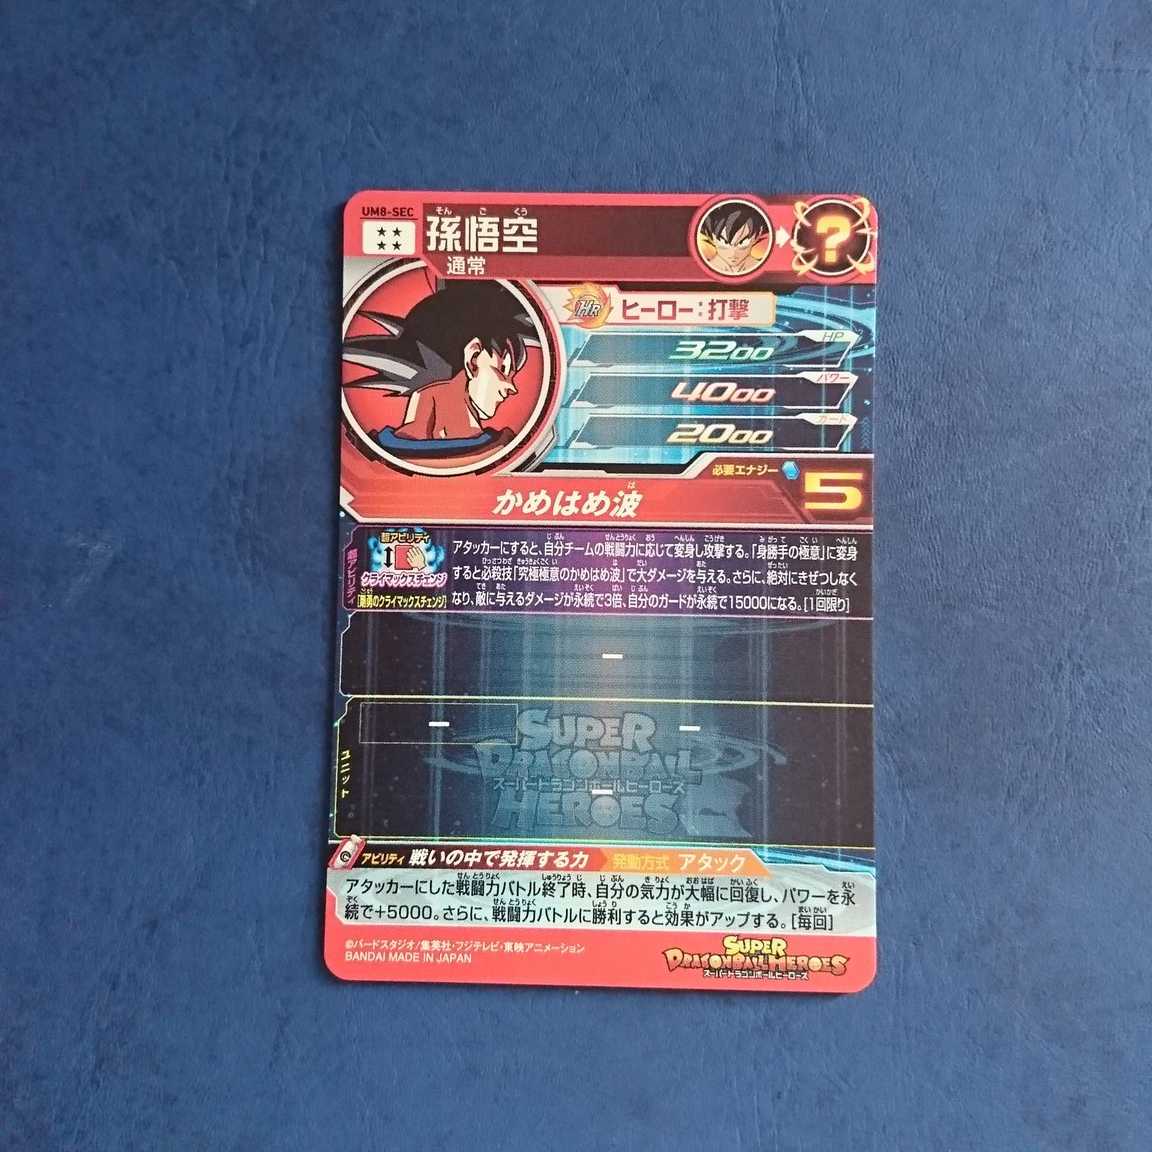 UM8-SEC
孫悟空
そんごくう
通常
HR
ヒーロー:打撃
HP
3200
パワー
4000
ガード
2000
必要エナジー
5
かめはめ波
超アビリティ
超アビリティ
クライマックスチェンジ
アタッカーにすると、自分チームの戦闘力に応じて変身し攻撃する。「身勝手の極意」に変身
すると必殺技「究極極意のかめはめ波」で大ダメージを与える。さらに、絶対にきぜつしなく
なり、敵に与えるダメージが永続で3倍、自分のガードが永続で15000になる。[1回限り]
ー
ユニット
ー
ー
ー
SUPER
DRAGONBALL
スーパードラゴンボールヒーローズ
HEROES
アビリティ 戦いの中で発揮する力 発動方式 アタック
アタッカーにした戦闘力バトル終了時、自分の気力が大幅に回復し、パワーを永
続で+5000。さらに、戦闘力バトルに勝利すると効果がアップする。[毎回]
©バードスタジオ/集英社・フジテレビ・東映アニメーション
BANDAI MADE IN JAPAN
SUPER
DRAGONBALL HEROES
スーパードラゴンボールヒーローズ